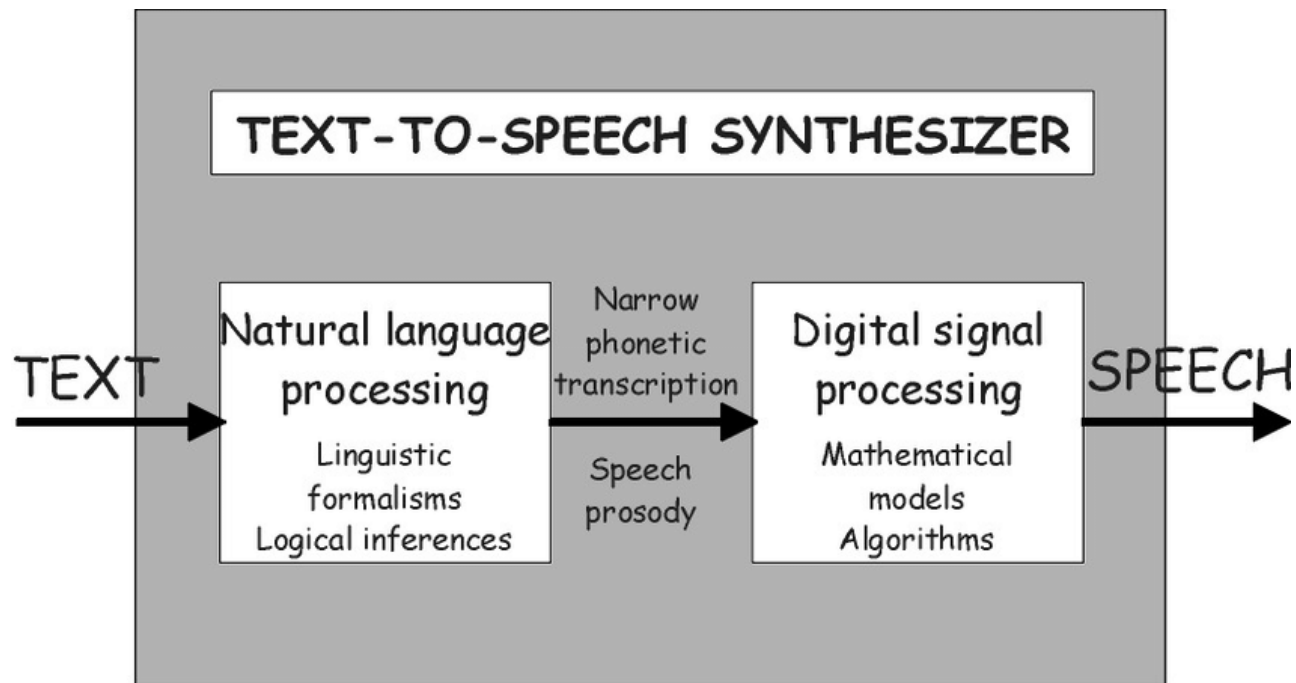 TEXT-TO-SPEECH SYNTHESIZER
TEXT
Natural language
processing
Linguistic
formalisms
Logical inferences
Narrow
phonetic
transcription
Speech
prosody
Digital signal
processing
Mathematical
models
Algorithms
SPEECH